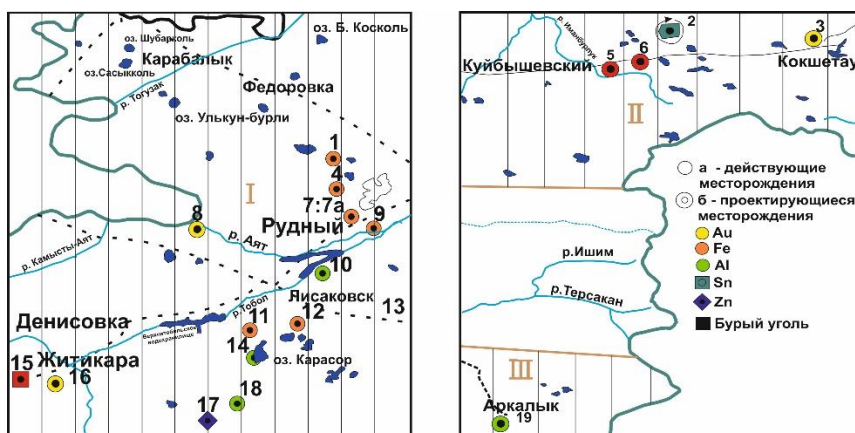 оз. Б. Косколь
оз. Шубарколь
Карабалык
оз.Сасыкколь
р. Тогузак
Федоровка
оз. Улькун-бурли
1
4
I
7:7а
8
Рудный
9
р. Аят
р. Камысты-Аят
10
р.Тобол
Лисаковск
13
Денисовка
Верхнетобольское
водохранилище
11
12
Житикара
14
оз. Карасор
15
16
18
17
р. Иманбурлук
2
3
5
6
Куйбышевский
Кокшетау
II
а - действующие
месторождения
б - проектирующиеся
месторождения
Au
Fe
Al
Sn
Zn
Бурый уголь
р.Ишим
р.Терсакан
III
Аркалык
19